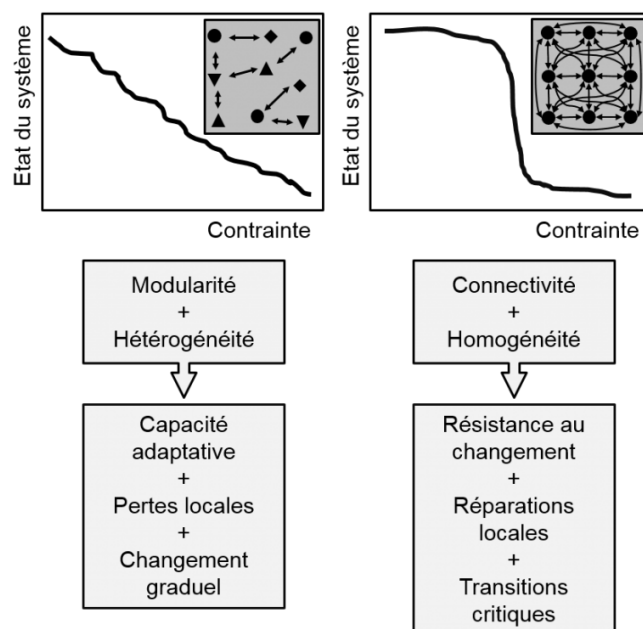 Etat du système
Contrainte
Modularité
+
Hétérogénéité
Capacité
adaptative
+
Pertes locales
+
Changement
graduel
Etat du système
Contrainte
Connectivité
+
Homogénéité
Résistance au
changement
+
Réparations
locales
+
Transitions
critiques